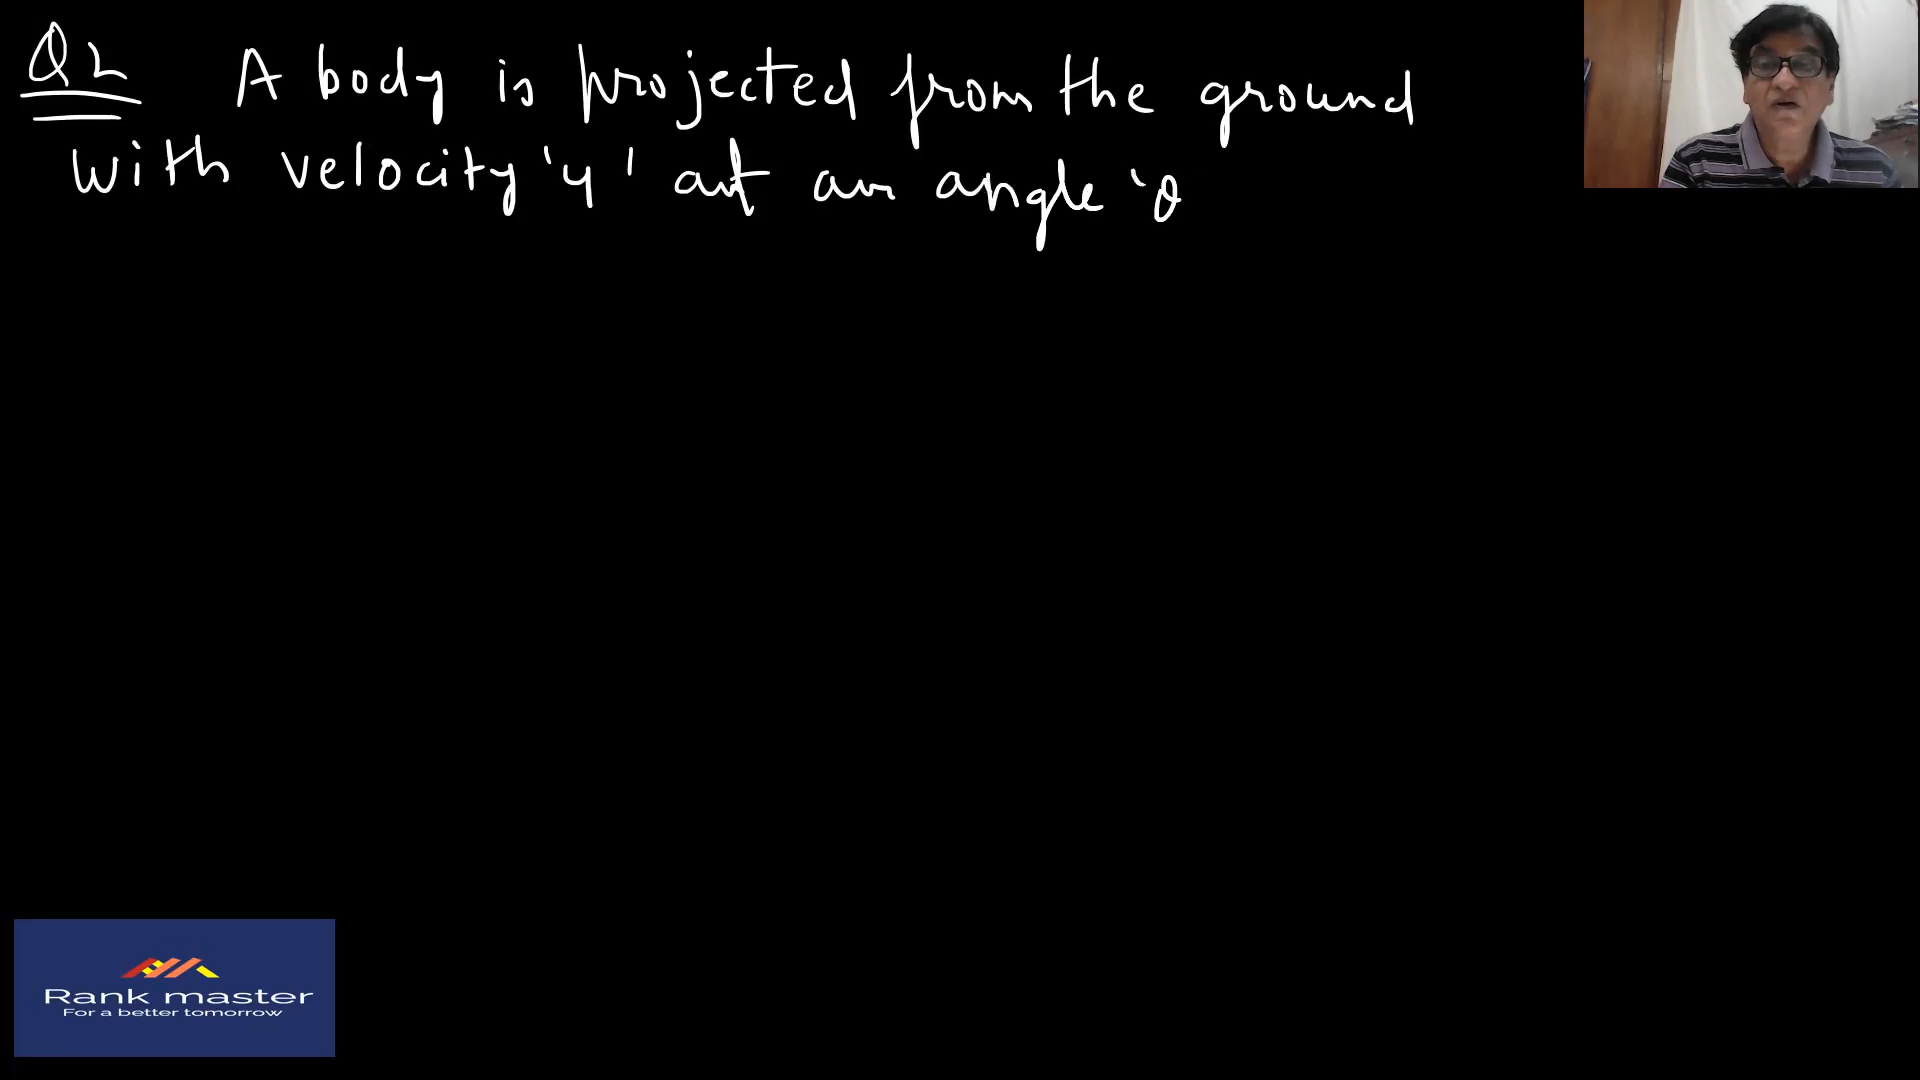 Q2 A body is projected from the ground
with velocity 'u' at an angle 'θ
Rank master
For a better tomorrow